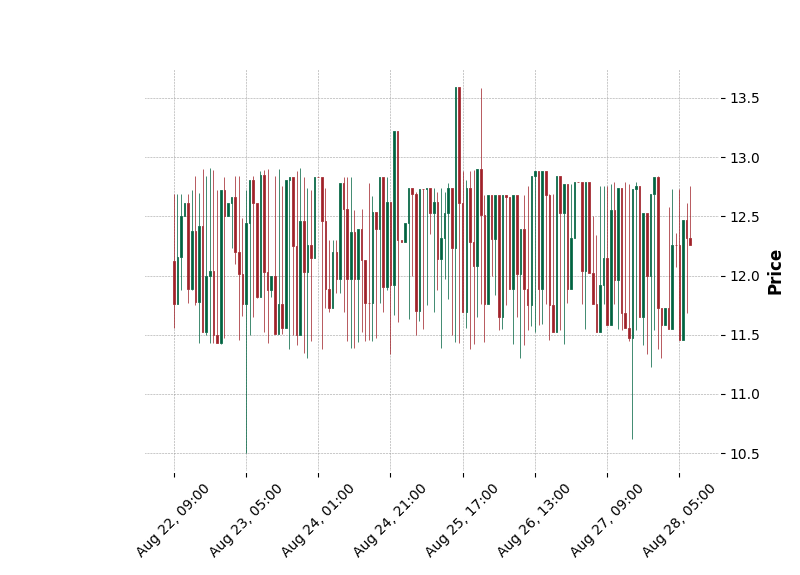 13.5
13.0
12.5
12.0
11.5
11.0
10.5
Price
Aug 22, 09:00
Aug 23, 05:00
Aug 24, 01:00
Aug 24, 21:00
Aug 25, 17:00
Aug 26, 13:00
Aug 27, 09:00
Aug 28, 05:00